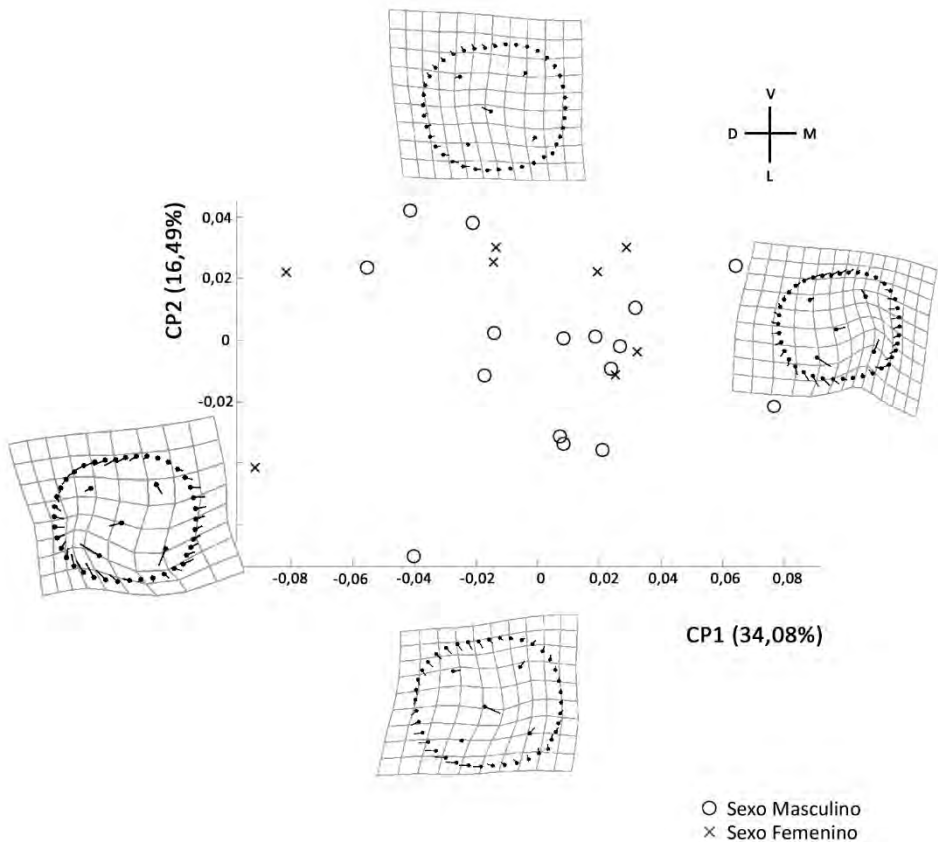 V
D M
L
CP2 (16,49%)
0,04
0,02
0
-0,02
-0,08 -0,06 -0,04 -0,02 0 0,02 0,04 0,06 0,08
CP1 (34,08%)
Sexo Masculino
Sexo Femenino